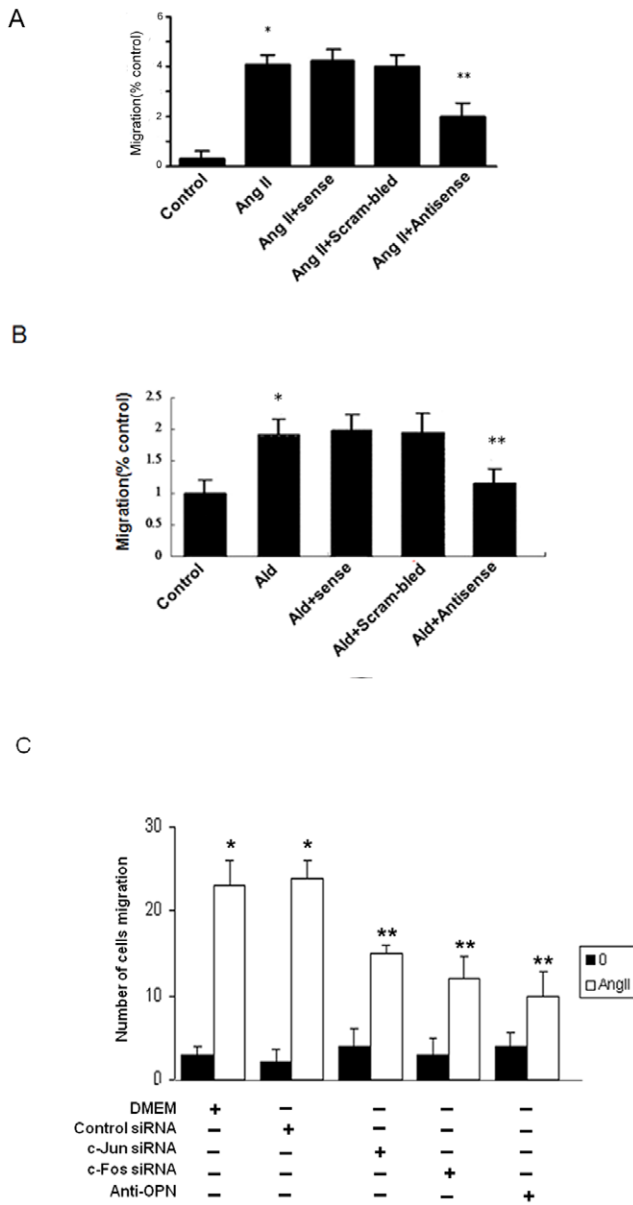 A
Migration(% control)
6
4
2
0
*
**
Control
Ang II
Ang II+sense
Ang II+Scram-bled
Ang II+Antisense
B
Migration(% control)
2.5
2
1.5
1
0.5
0
*
**
Control
Ald
Ald+sense
Ald+Scram-bled
Ald+Antisense
C
Number of cells migration
30
20
10
0
*
*
**
**
**
0
AngII
DMEM + – – – –
Control siRNA – + – – –
c-Jun siRNA – – + – –
c-Fos siRNA – – – + –
Anti-OPN – – – – +